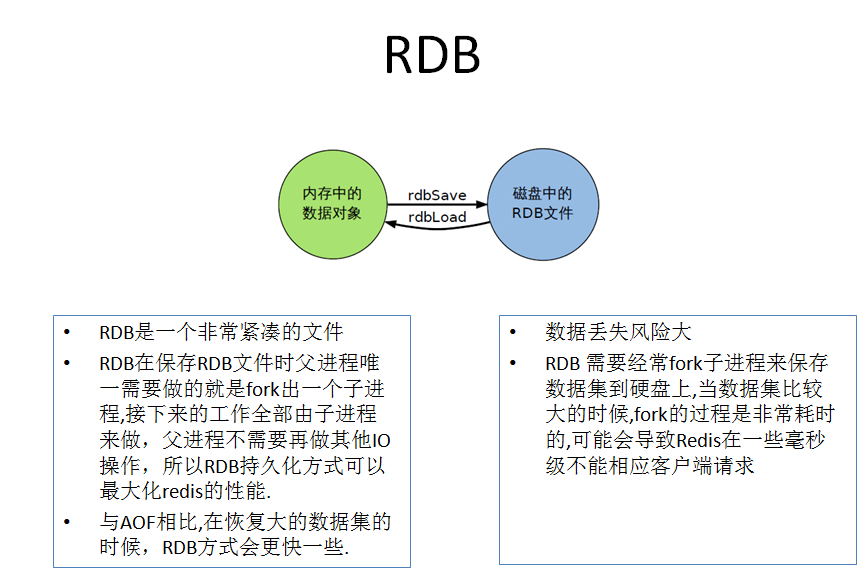 RDB
内存中的
数据对象
rdbSave
rdbLoad
磁盘中的
RDB文件
• RDB是一个非常紧凑的文件
• RDB在保存RDB文件时父进程唯
一需要做的就是fork出一个子进
程,接下来的工作全部由子进程
来做，父进程不需要再做其他IO
操作，所以RDB持久化方式可以
最大化redis的性能.
• 与AOF相比,在恢复大的数据集的
时候，RDB方式会更快一些.
• 数据丢失风险大
• RDB 需要经常fork子进程来保存
数据集到硬盘上,当数据集比较
大的时候,fork的过程是非常耗时
的,可能会导致Redis在一些毫秒
级不能相应客户端请求